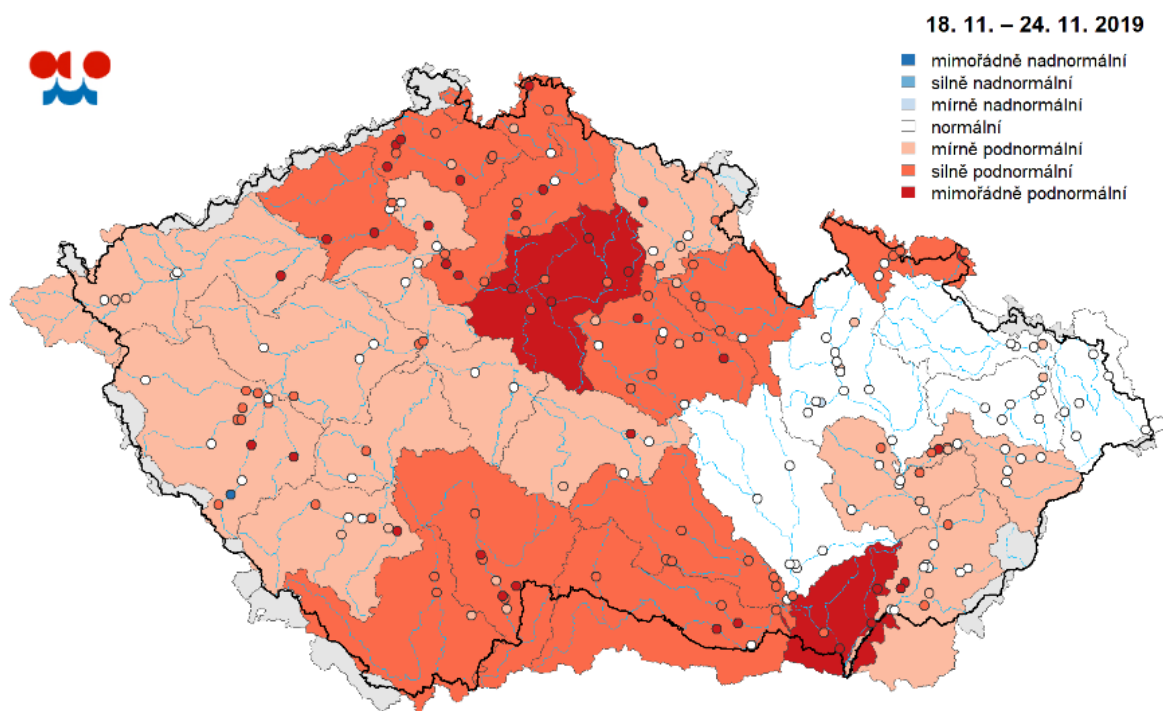 18. 11. – 24. 11. 2019
mimořádně nadnormální
silně nadnormální
mírně nadnormální
normální
mírně podnormální
silně podnormální
mimořádně podnormální